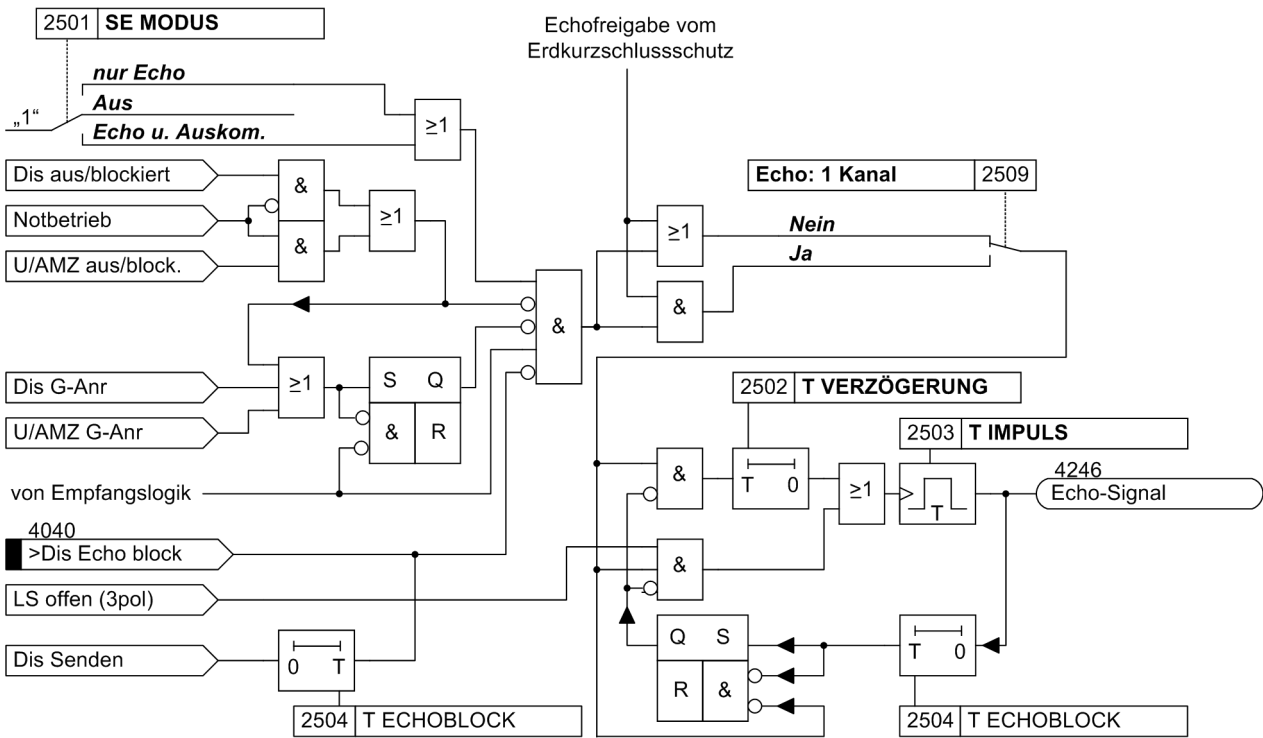 2501 SE MODUS
Echofreigabe vom
Erdkurzschlussschutz
nur Echo
Aus
„1“
Echo u. Auskom.
≥1
Dis aus/blockiert
&
Notbetrieb
≥1
&
U/AMZ aus/block.
Echo: 1 Kanal 2509
≥1
Nein
Ja
&
&
Dis G-Anr
≥1
S Q
& R
U/AMZ G-Anr
2502 T VERZÖGERUNG
2503 T IMPULS
von Empfangslogik
&
T 0
≥1
T
4246
Echo-Signal
4040
>Dis Echo block
&
LS offen (3pol)
Q S
R &
T 0
Dis Senden
0 T
2504 T ECHOBLOCK
2504 T ECHOBLOCK